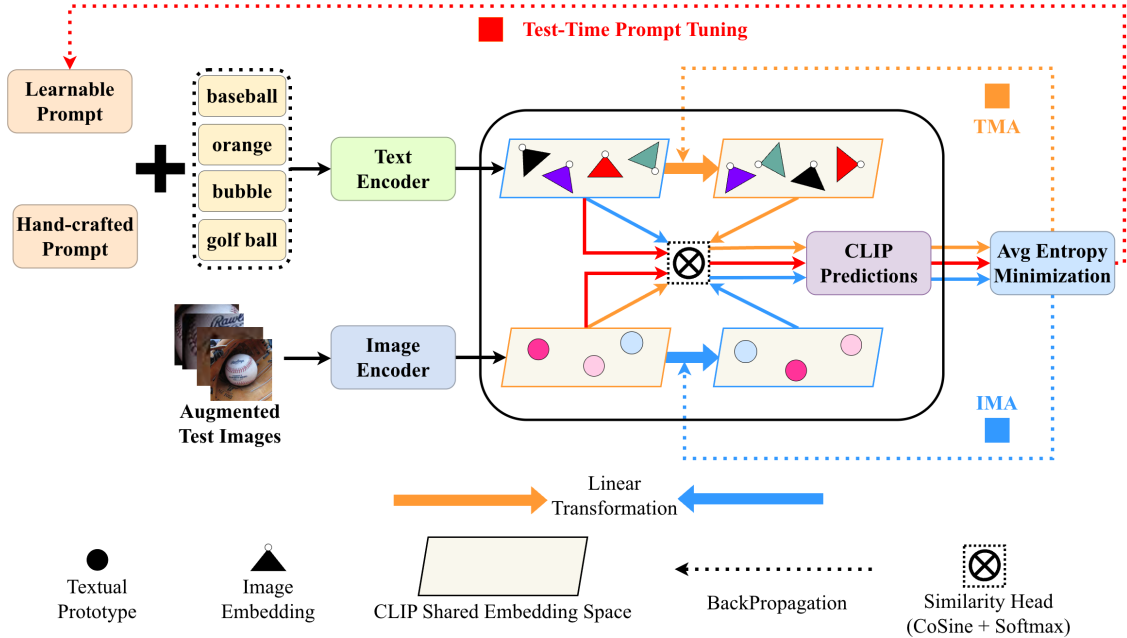 Test-Time Prompt Tuning
Learnable
Prompt
Hand-crafted
Prompt
baseball
orange
bubble
golf ball
Text
Encoder
Image
Encoder
Rawlings
Augmented
Test Images
TMA
CLIP
Predictions
Avg Entropy
Minimization
IMA
Linear
Transformation
Textual
Prototype
Image
Embedding
CLIP Shared Embedding Space
BackPropagation
Similarity Head
(CoSine + Softmax)